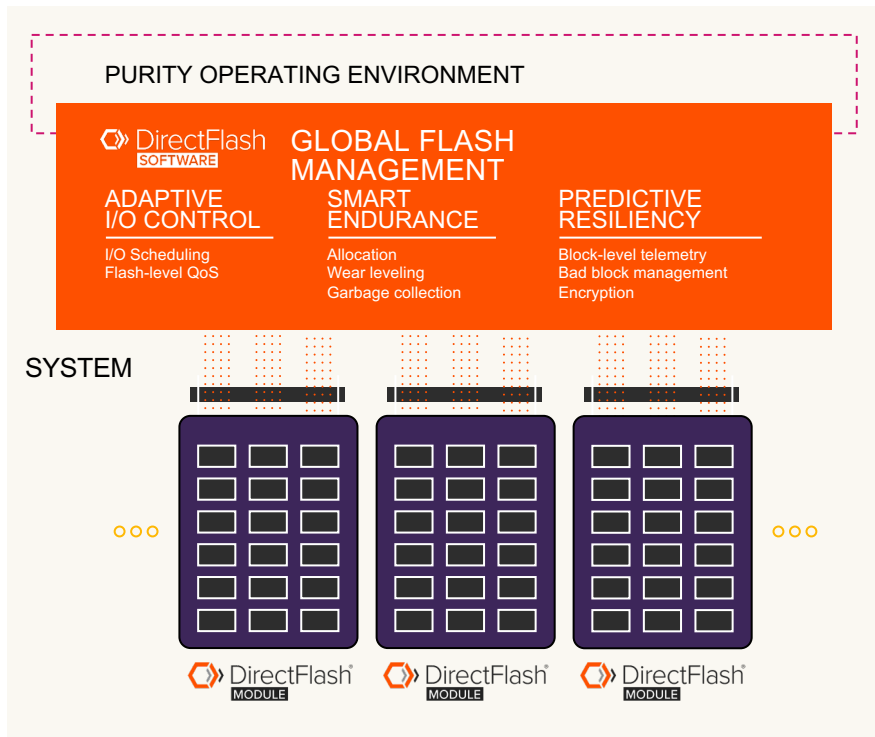 PURITY OPERATING ENVIRONMENT
DirectFlash
SOFTWARE
GLOBAL FLASH
MANAGEMENT
ADAPTIVE
I/O CONTROL
I/O Scheduling
Flash-level QoS
SMART
ENDURANCE
Allocation
Wear leveling
Garbage collection
PREDICTIVE
RESILIENCY
Block-level telemetry
Bad block management
Encryption
SYSTEM
DirectFlash®
MODULE
DirectFlash®
MODULE
DirectFlash®
MODULE